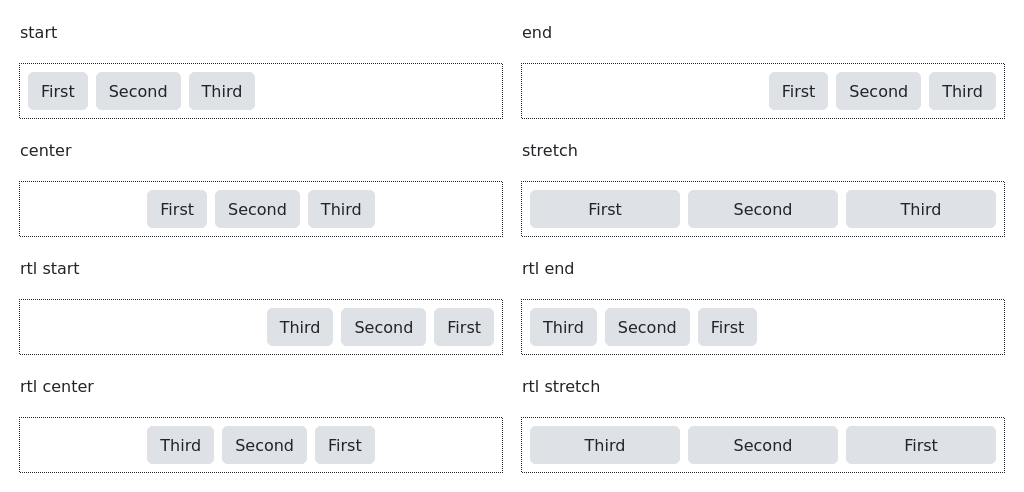 start
First Second Third
end
First Second Third
center
First Second Third
stretch
First Second Third
rtl start
Third Second First
rtl end
Third Second First
rtl center
Third Second First
rtl stretch
Third Second First